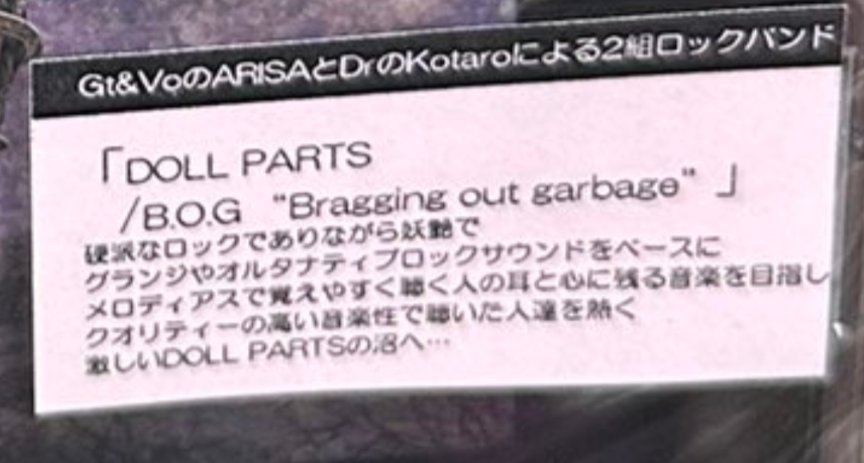 Gt&VoのARISAとDrのKotaroによる2組ロックバンド
「DOLL PARTS
/B.O.G “Bragging out garbage” 」
硬派なロックでありながら妖艶で
グランジやオルタナティブロックサウンドをベースに
メロディアスで覚えやすく聴く人の耳と心に残る音楽を目指し
クオリティーの高い音楽性で聴いた人達を熱く
激しいDOLL PARTSの沼へ…